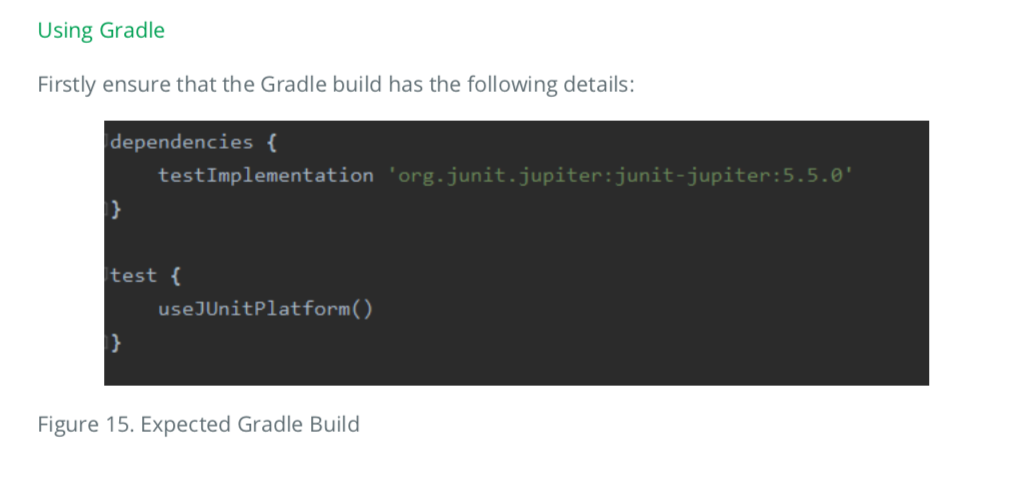 Using Gradle
Firstly ensure that the Gradle build has the following details:
dependencies {
    testImplementation 'org.junit.jupiter:junit-jupiter:5.5.0'
}
test {
    useJUnitPlatform()
}
Figure 15. Expected Gradle Build